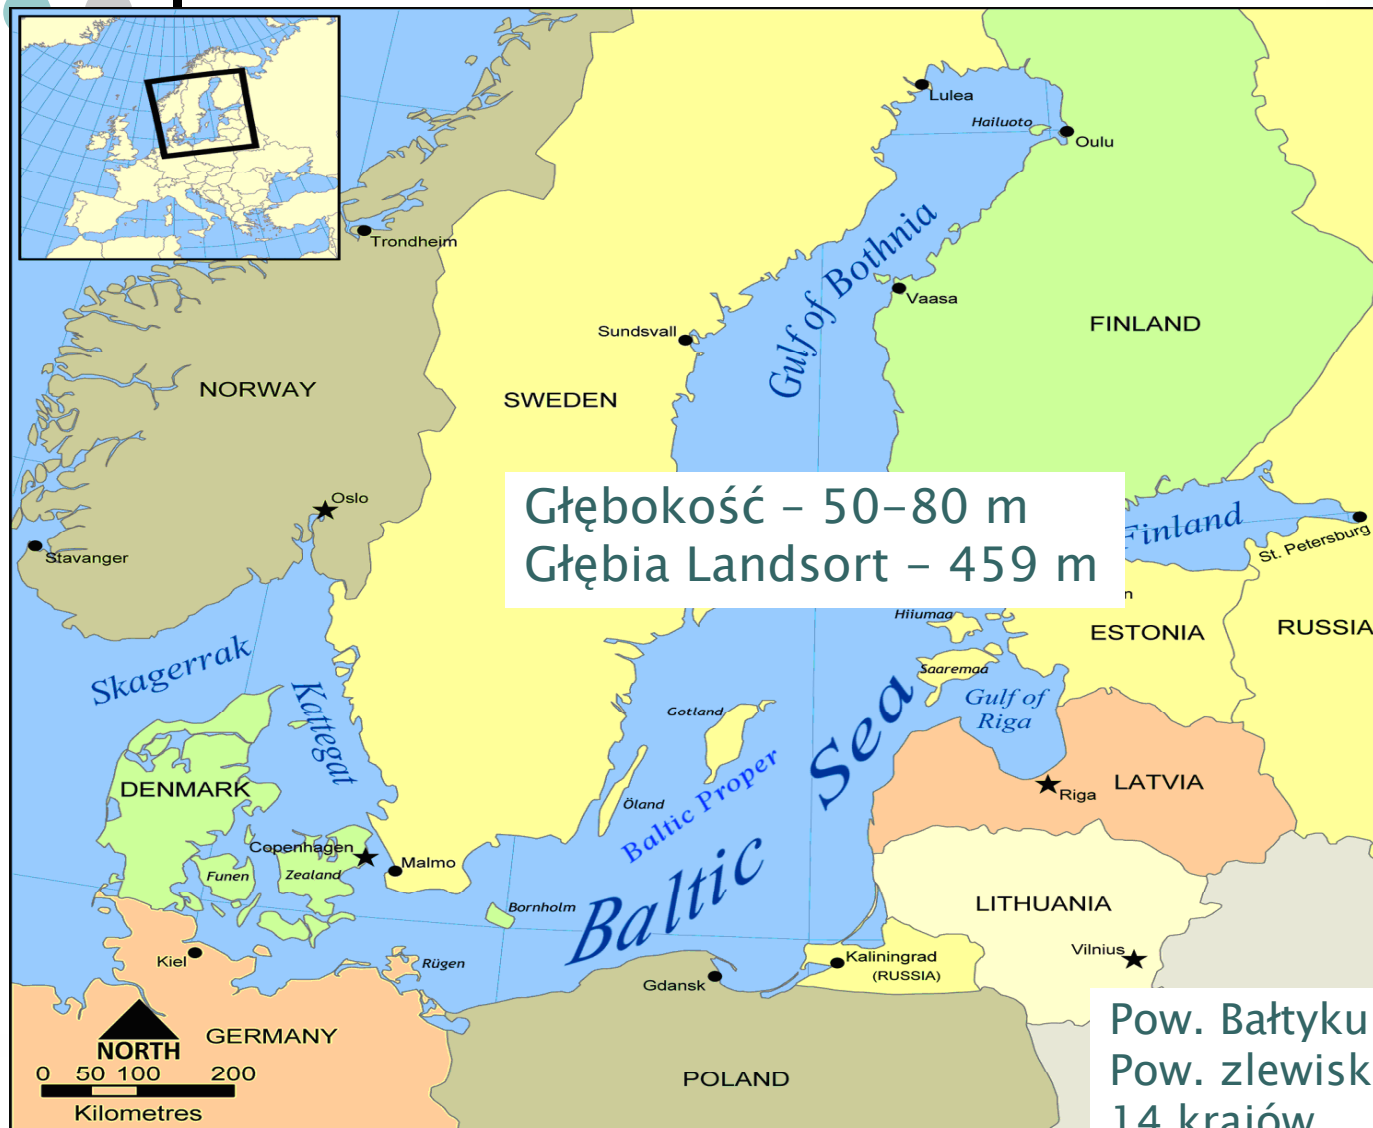 Lulea
Hailuoto
Oulu
Trondheim
Gulf of Bothnia
Vaasa
Sundsvall
FINLAND
NORWAY
SWEDEN
Oslo
Głębokość – 50–80 m
Głębia Landsort – 459 m
Finland
St. Petersburg
Stavanger
n
Hiiumaa
ESTONIA
RUSSIA
Skagerrak
Kattegat
Saaremaa
Gulf of
Riga
Gotland
Baltic Sea
DENMARK
Öland
Baltic Proper
Riga
LATVIA
Copenhagen
Malmo
Funen
Zealand
Bornholm
LITHUANIA
Vilnius
Kiel
Rügen
Kaliningrad
(RUSSIA)
Gdansk
NORTH
GERMANY
0 50 100 200
Kilometres
POLAND
Pow. Bałtyku
Pow. zlewisk
14 krajów